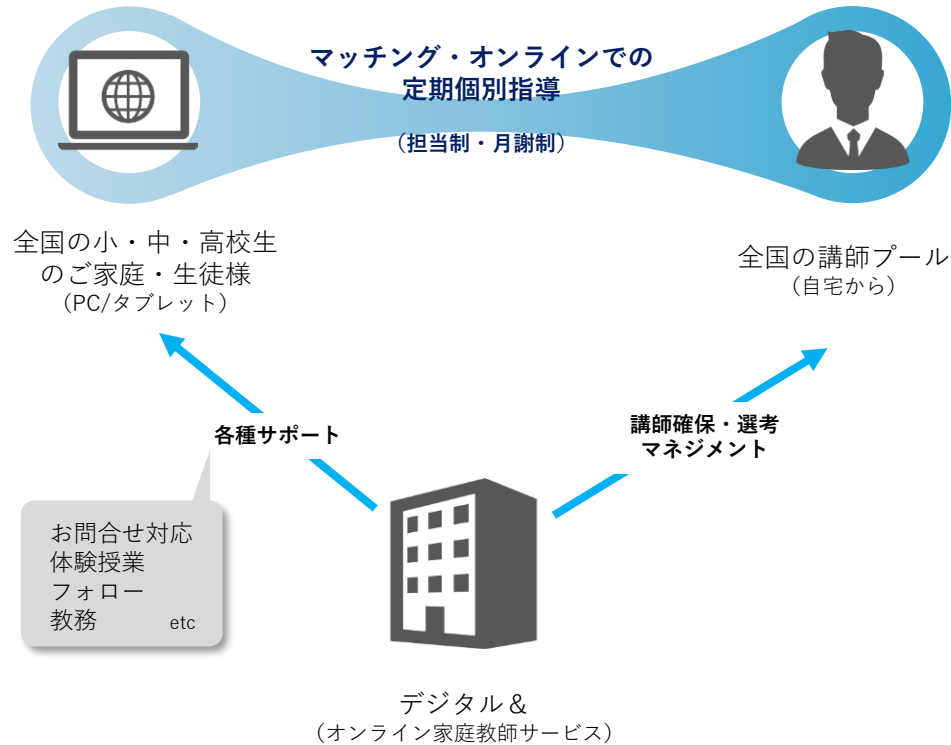 マッチング・オンラインでの
定期個別指導
（担当制・月謝制）
全国の小・中・高校生
のご家庭・生徒様
（PC/タブレット）
全国の講師プール
（自宅から）
各種サポート
講師確保・選考
マネジメント
お問合せ対応
体験授業
フォロー
教務 etc
デジタル＆
（オンライン家庭教師サービス）